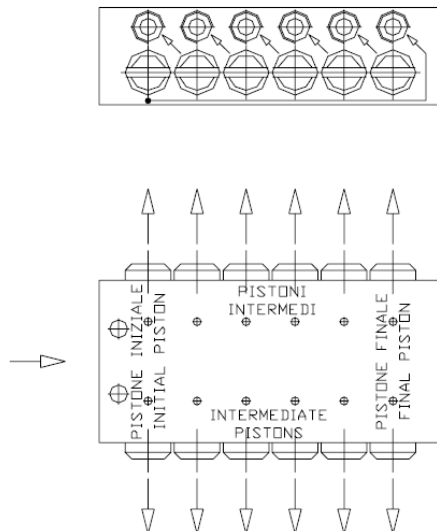 PISTONI
INTERMEDI
PISTONE INIZIALE
INITIAL PISTON
PISTONE FINALE
FINAL PISTON
INTERMEDIATE
PISTONS